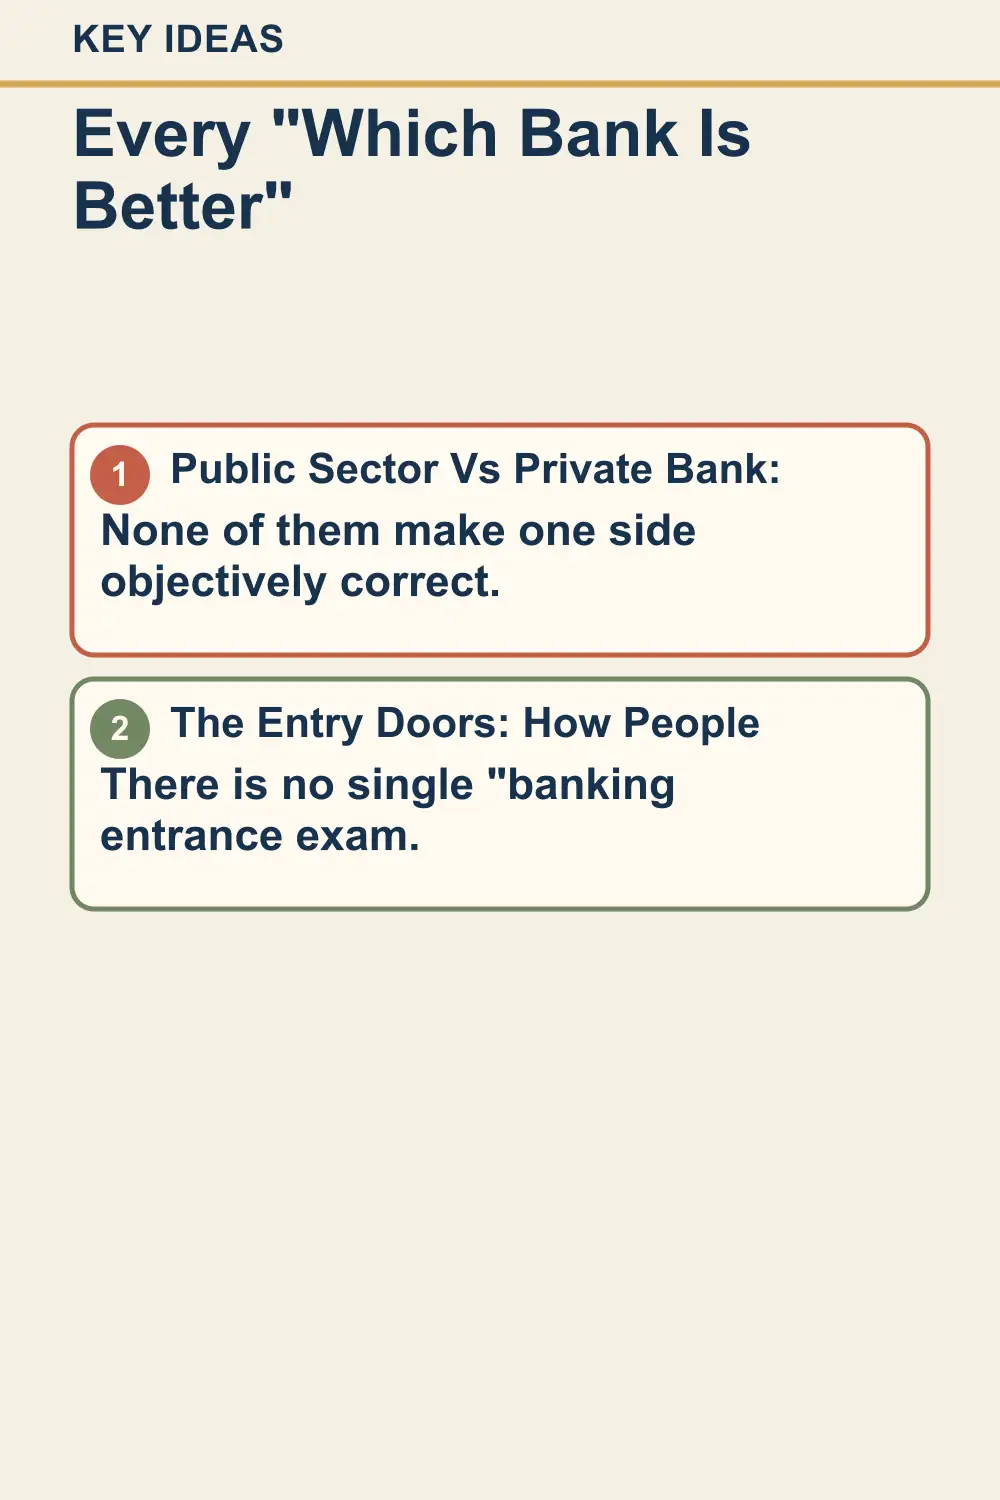 KEY IDEAS
Every "Which Bank Is
Better"
1 Public Sector Vs Private Bank:
None of them make one side
objectively correct.
2 The Entry Doors: How People
There is no single "banking
entrance exam.